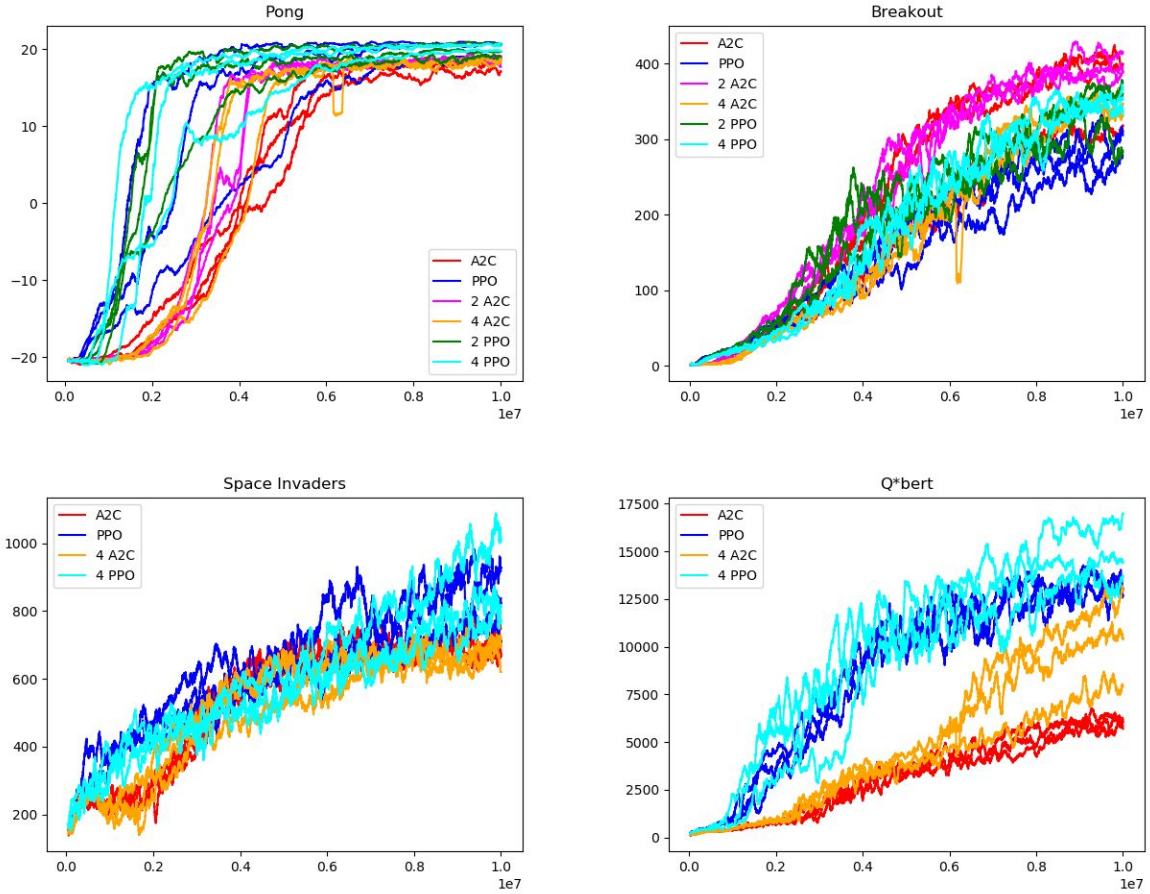 Pong
20
10
0
−10
−20
A2C
PPO
2 A2C
4 A2C
2 PPO
4 PPO
0.0 0.2 0.4 0.6 0.8 1.0
1e7
Breakout
400
300
200
100
0
A2C
PPO
2 A2C
4 A2C
2 PPO
4 PPO
0.0 0.2 0.4 0.6 0.8 1.0
1e7
Space Invaders
1000
800
600
400
200
A2C
PPO
4 A2C
4 PPO
0.0 0.2 0.4 0.6 0.8 1.0
1e7
Q*bert
17500
15000
12500
10000
7500
5000
2500
0
A2C
PPO
4 A2C
4 PPO
0.0 0.2 0.4 0.6 0.8 1.0
1e7